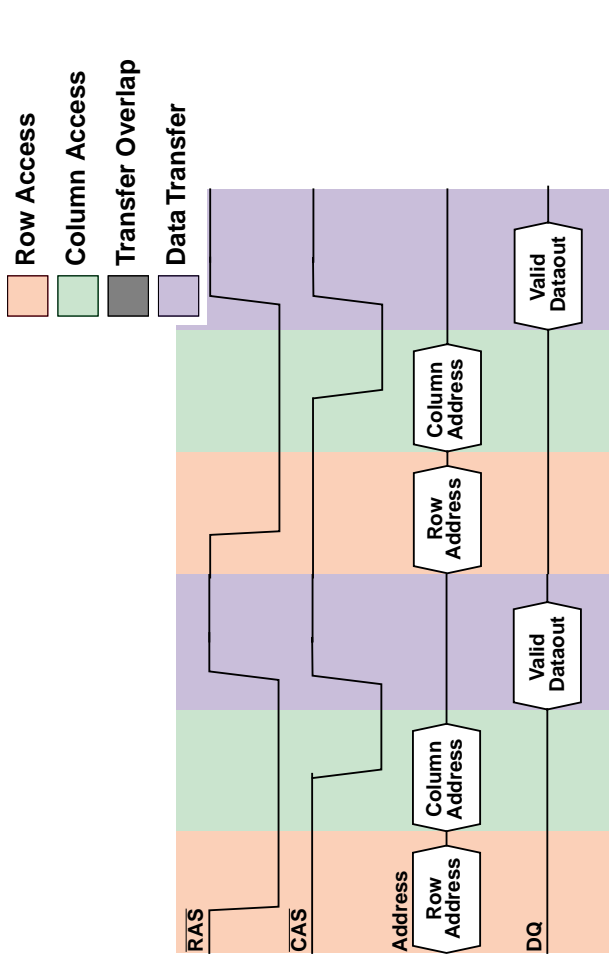 Row Access
Column Access
Transfer Overlap
Data Transfer
RAS
CAS
Address
Row
Address
Column
Address
Row
Address
Column
Address
DQ
Valid
Dataout
Valid
Dataout